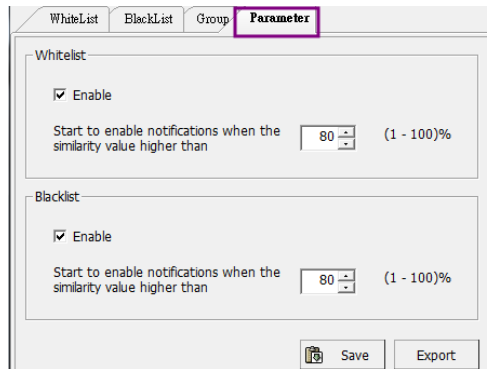 WhiteList BlackList Group Parameter
Whitelist
Enable
Start to enable notifications when the
similarity value higher than
80 (1 - 100)%
Blacklist
Enable
Start to enable notifications when the
similarity value higher than
80 (1 - 100)%
Save Export